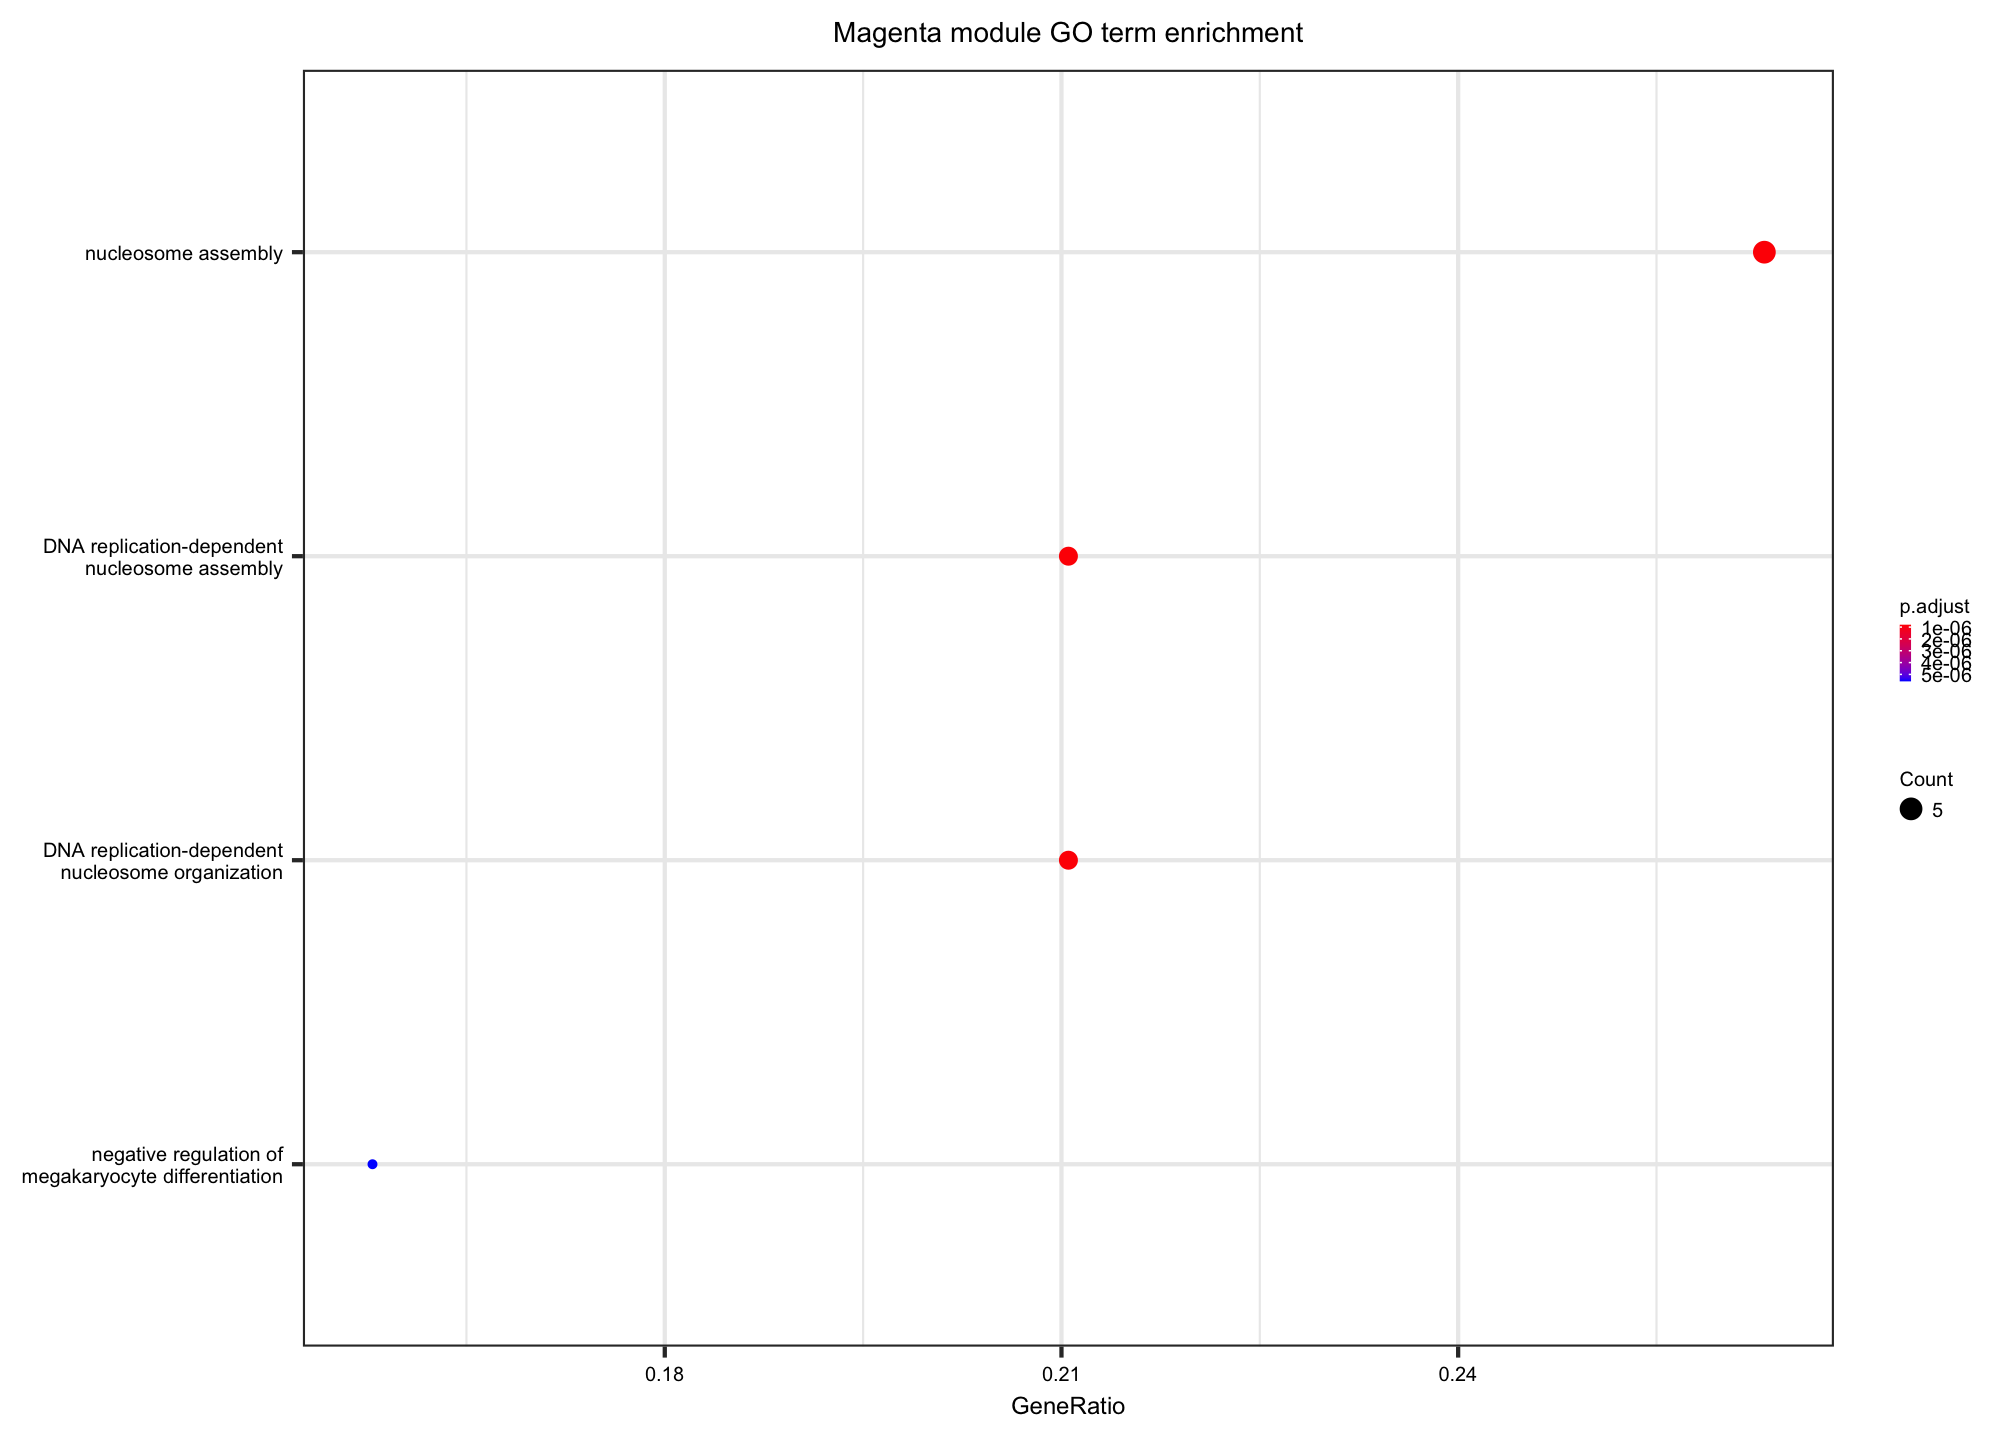 Magenta module GO term enrichment
nucleosome assembly
DNA replication-dependent
nucleosome assembly
DNA replication-dependent
nucleosome organization
negative regulation of
megakaryocyte differentiation
0.18
0.21
0.24
GeneRatio
p.adjust
1e-06
2e-06
3e-06
4e-06
5e-06
Count
5